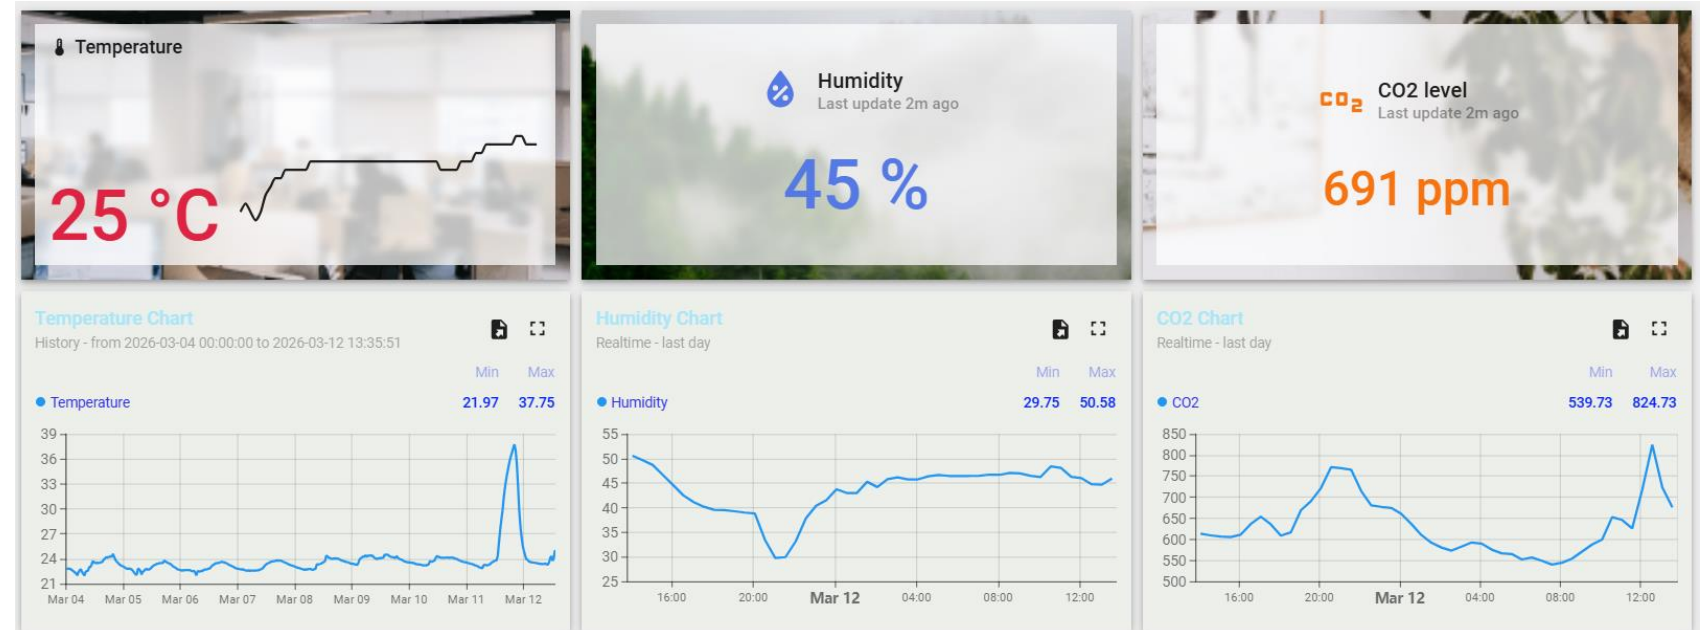 Temperature
25 °C
Humidity
Last update 2m ago
45 %
CO2
CO2 level
Last update 2m ago
691 ppm
Temperature Chart
History - from 2026-03-04 00:00:00 to 2026-03-12 13:35:51
Min Max
Temperature 21.97 37.75
39
36
33
30
27
24
21
Mar 04 Mar 05 Mar 06 Mar 07 Mar 08 Mar 09 Mar 10 Mar 11 Mar 12
Humidity Chart
Realtime - last day
Min Max
Humidity 29.75 50.58
55
50
45
40
35
30
25
16:00 20:00 Mar 12 04:00 08:00 12:00
CO2 Chart
Realtime - last day
Min Max
CO2 539.73 824.73
850
800
750
700
650
600
550
500
16:00 20:00 Mar 12 04:00 08:00 12:00